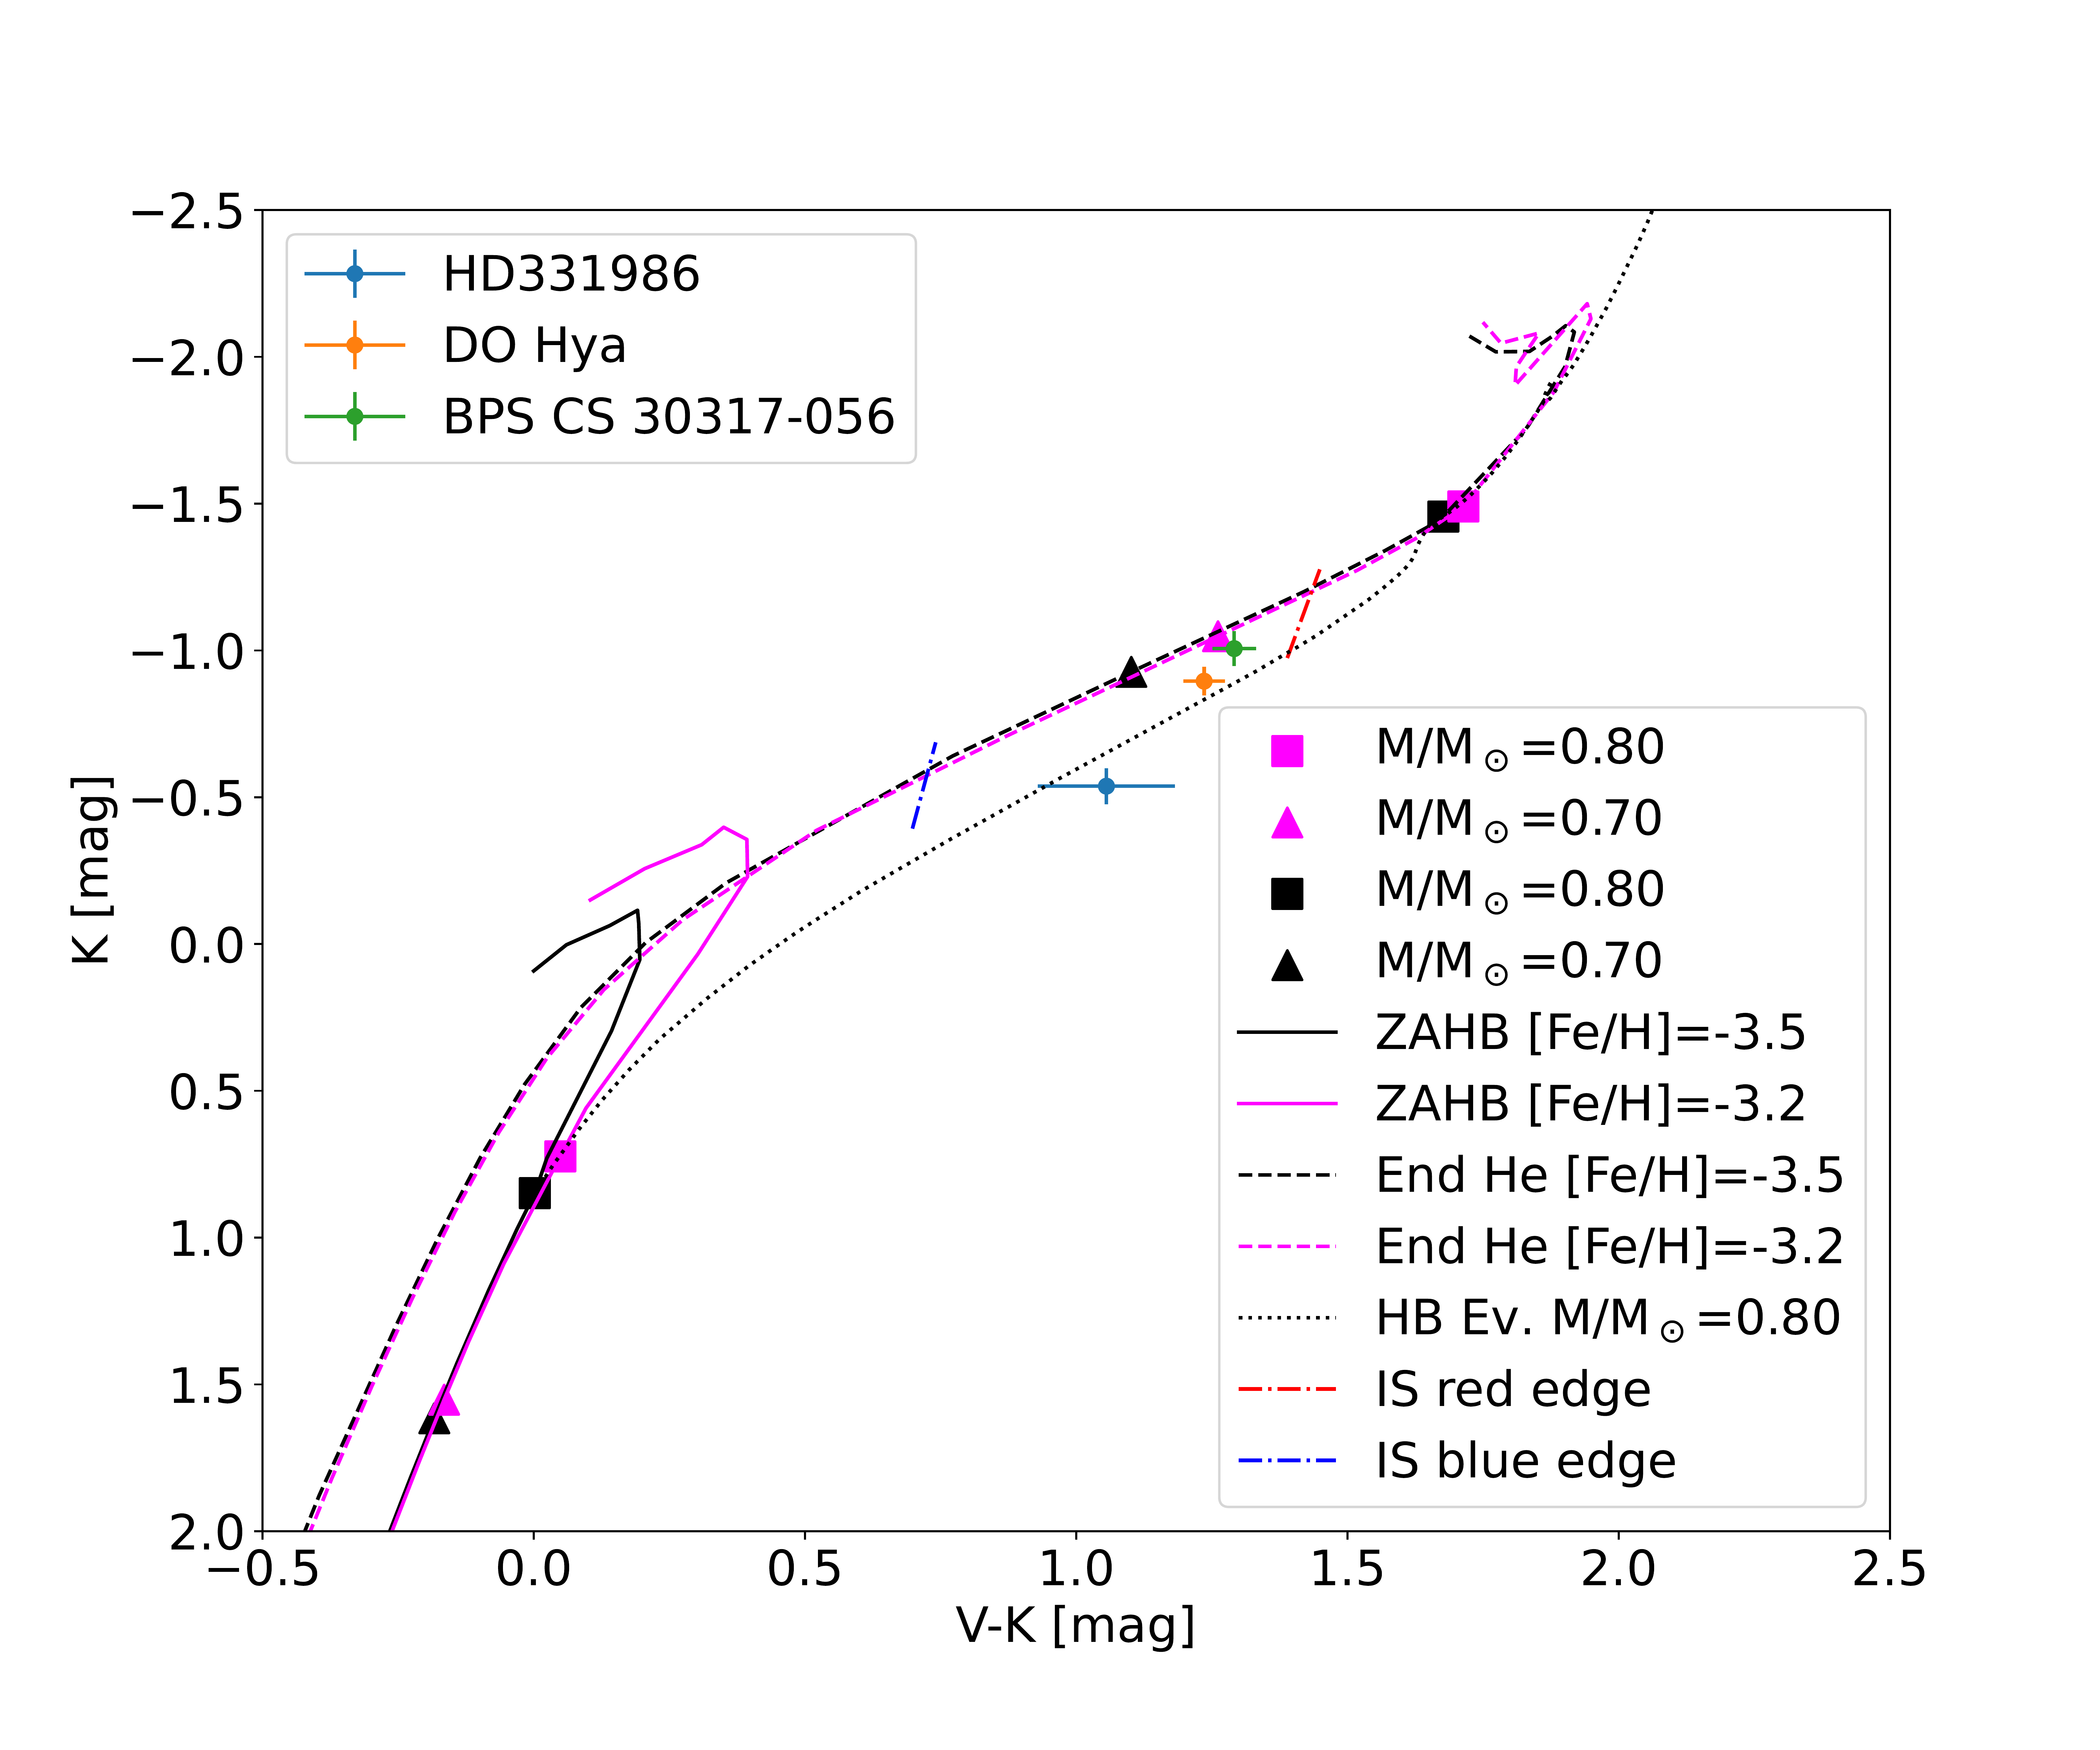 −2.5
−2.0
−1.5
−1.0
−0.5
0.0
0.5
1.0
1.5
2.0
K [mag]
HD331986
DO Hya
BPS CS 30317-056
M/M☉=0.80
M/M☉=0.70
M/M☉=0.80
M/M☉=0.70
ZAHB [Fe/H]=-3.5
ZAHB [Fe/H]=-3.2
End He [Fe/H]=-3.5
End He [Fe/H]=-3.2
HB Ev. M/M☉=0.80
IS red edge
IS blue edge
−0.5 0.0 0.5 1.0 1.5 2.0 2.5
V-K [mag]